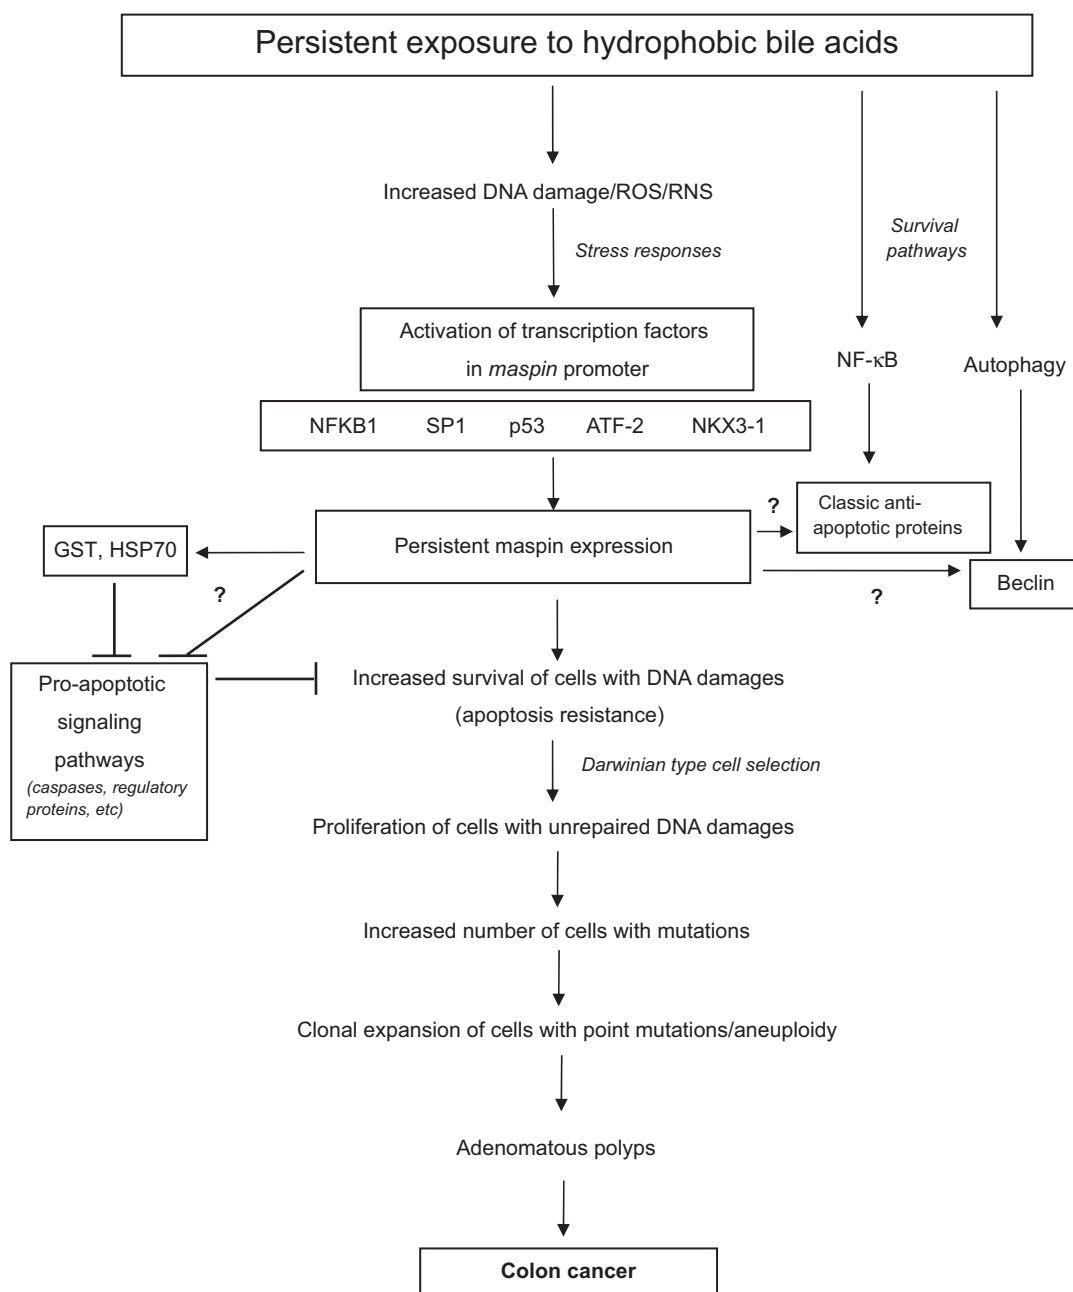 Persistent exposure to hydrophobic bile acids
Increased DNA damage/ROS/RNS
Stress responses
Survival
pathways
Activation of transcription factors
in maspin promoter
NF-κB
Autophagy
NFKB1 SP1 p53 ATF-2 NKX3-1
?
Classic anti-
apoptotic proteins
GST, HSP70
Persistent maspin expression
?
?
Beclin
Pro-apoptotic
signaling
pathways
(caspases, regulatory
proteins, etc)
Increased survival of cells with DNA damages
(apoptosis resistance)
Darwinian type cell selection
Proliferation of cells with unrepaired DNA damages
Increased number of cells with mutations
Clonal expansion of cells with point mutations/aneuploidy
Adenomatous polyps
Colon cancer